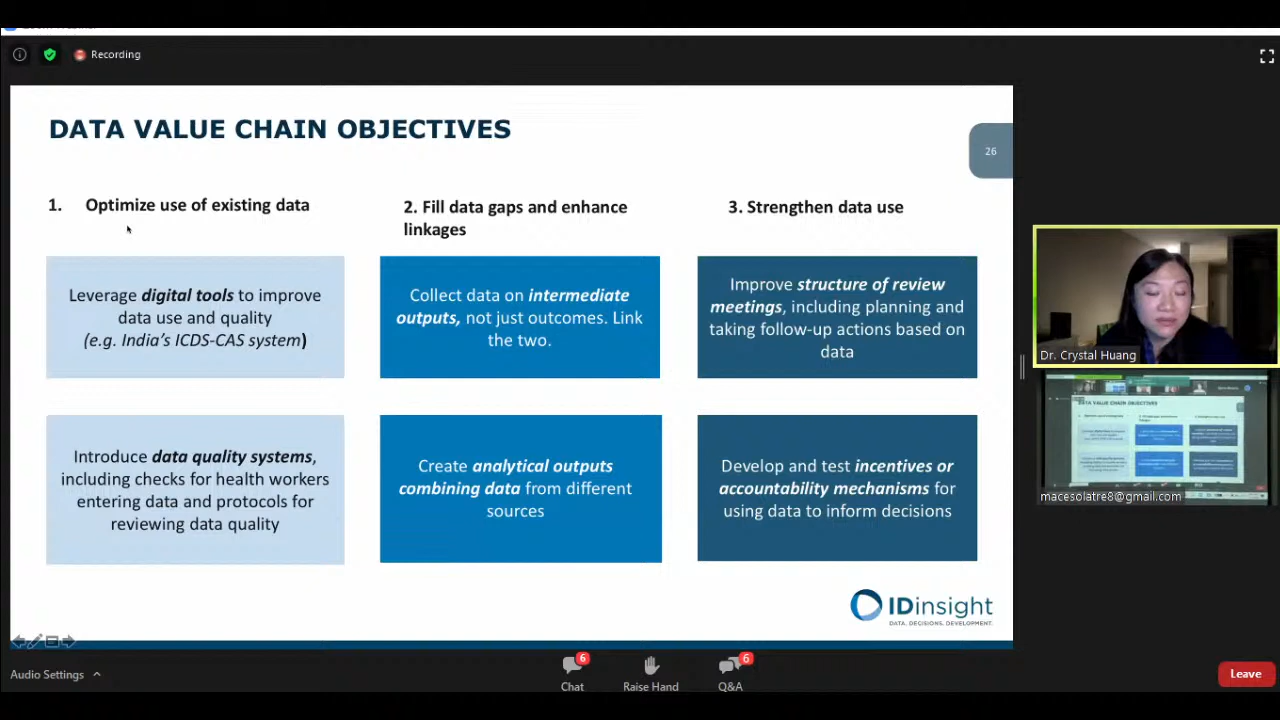 Recording
DATA VALUE CHAIN OBJECTIVES
26
1. Optimize use of existing data
Leverage digital tools to improve
data use and quality
(e.g. India's ICDS-CAS system)
Introduce data quality systems,
including checks for health workers
entering data and protocols for
reviewing data quality
2. Fill data gaps and enhance
linkages
Collect data on intermediate
outputs, not just outcomes. Link
the two.
Create analytical outputs
combining data from different
sources
3. Strengthen data use
Improve structure of review
meetings, including planning and
taking follow-up actions based on
data
Develop and test incentives or
accountability mechanisms for
using data to inform decisions
IDinsight
DATA. DECISIONS. DEVELOPMENT.
Dr. Crystal Huang
DATA VALUE CHAIN OBJECTIVES
macesolatre8@gmail.com
Audio Settings
6
Chat
Raise Hand
6
Q&A
Leave